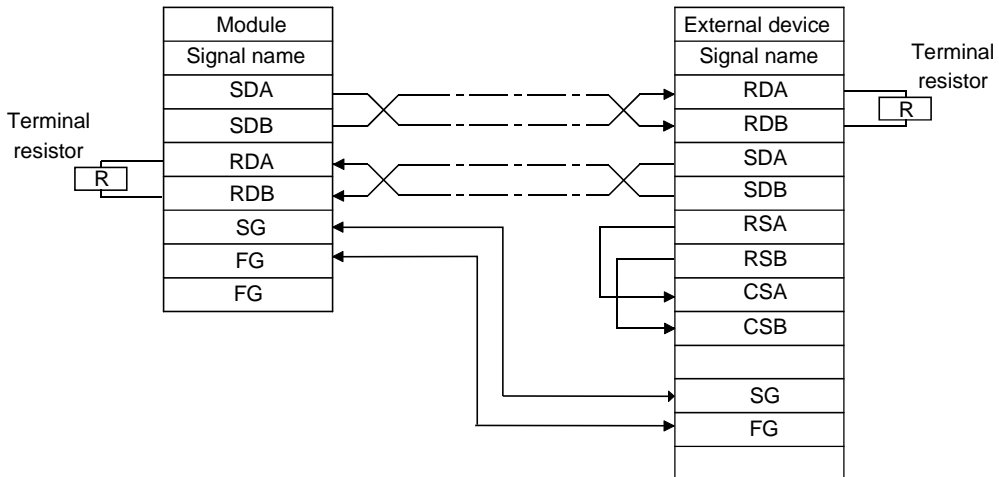 Module
Signal name
SDA
SDB
RDA
RDB
SG
FG
FG
Terminal
resistor
R
External device
Signal name
RDA
RDB
SDA
SDB
RSA
RSB
CSA
CSB
SG
FG
Terminal
resistor
R